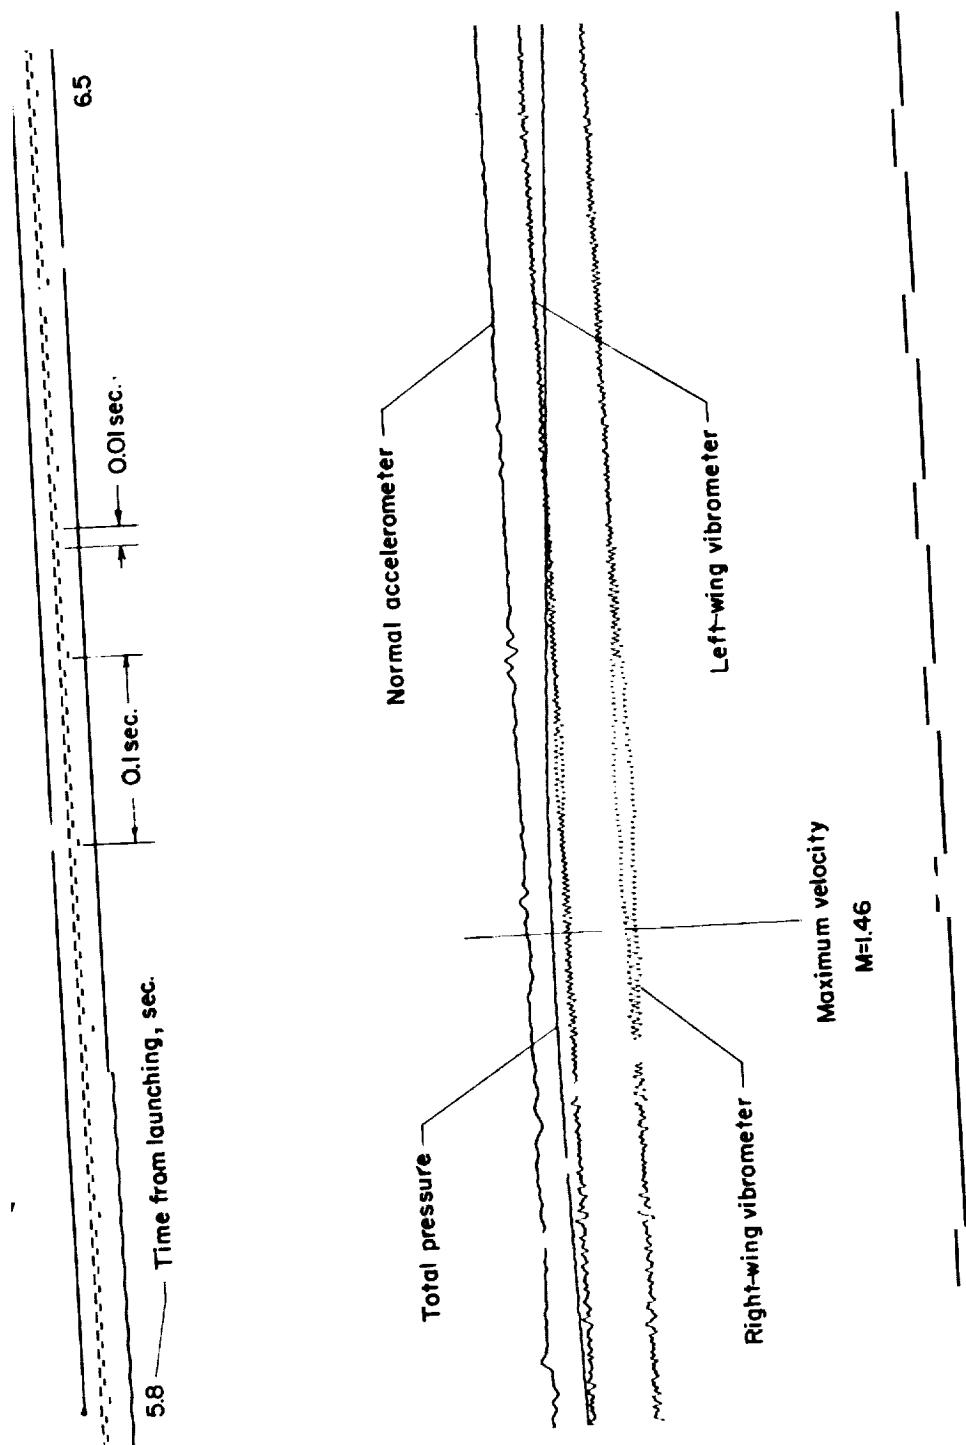 5.8
Time from launching, sec.
0.1 sec.
0.01 sec.
6.5
Total pressure
Normal accelerometer
Right-wing vibrometer
Maximum velocity
M=1.46
Left-wing vibrometer